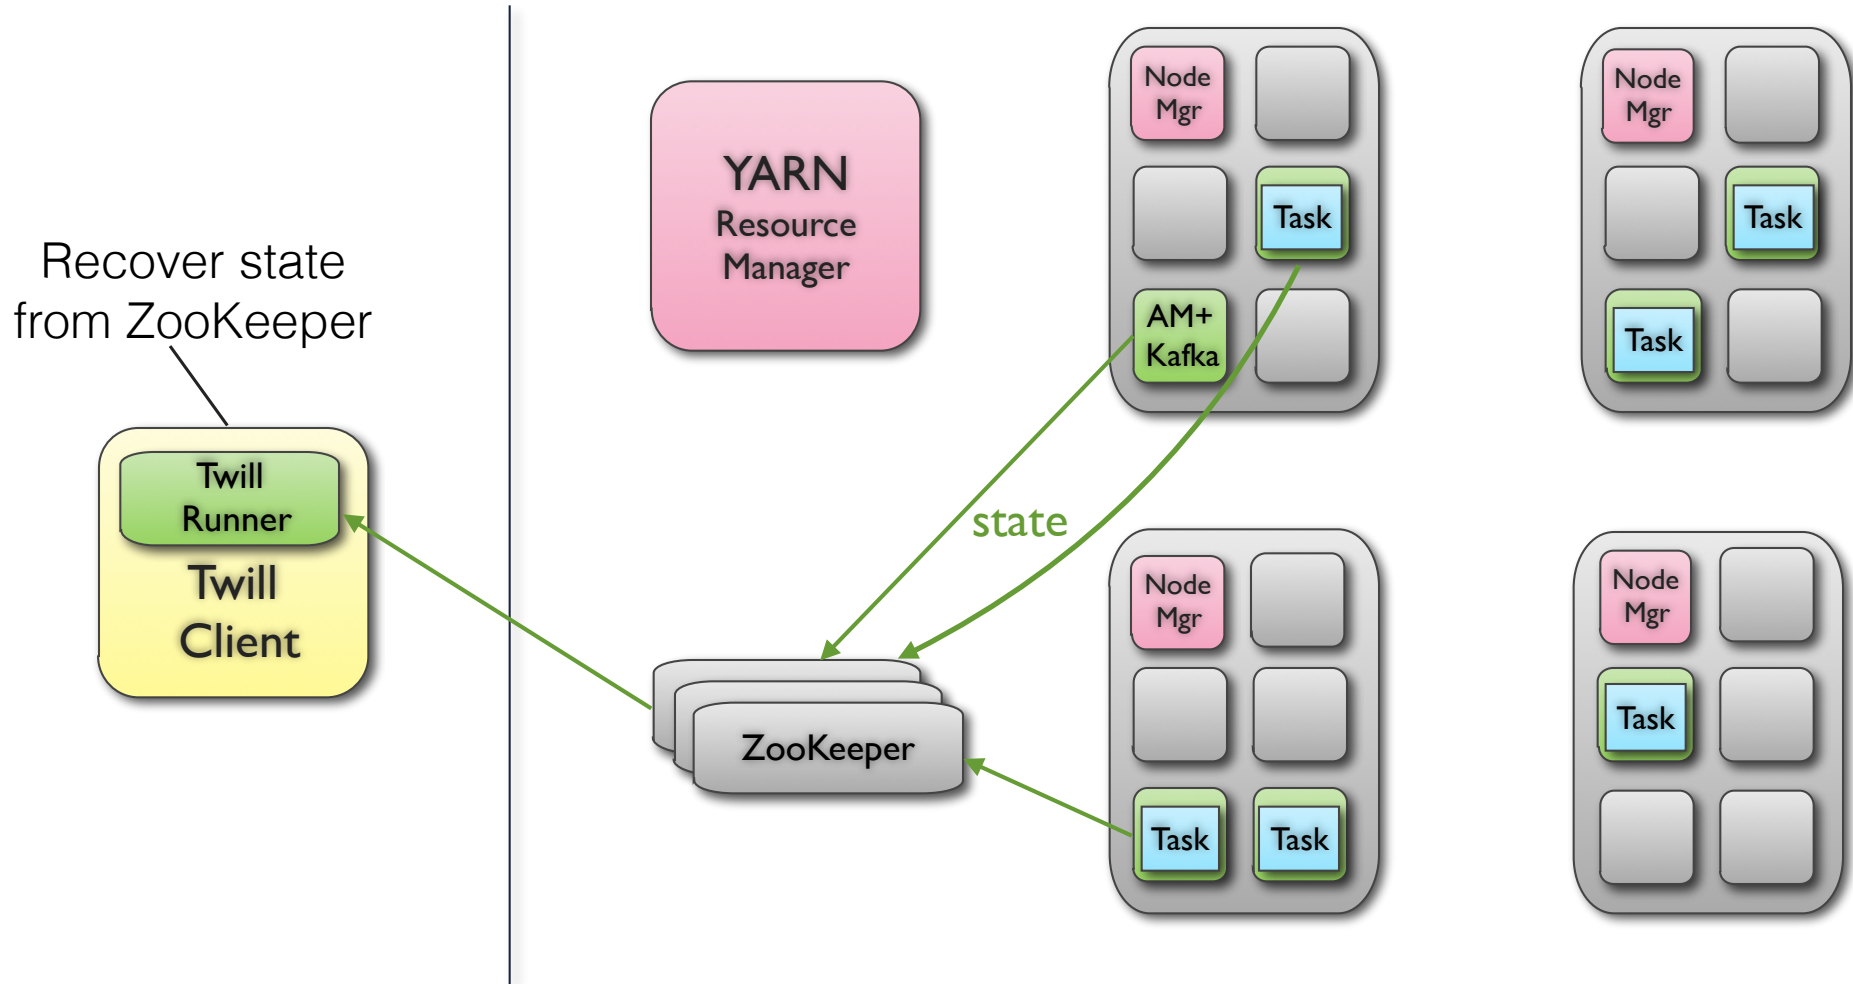 Recover state
from ZooKeeper
Twill
Runner
Twill
Client
YARN
Resource
Manager
state
ZooKeeper
Node
Mgr
Task
AM+
Kafka
Node
Mgr
Task
Task
Node
Mgr
Task
Task
Node
Mgr
Task